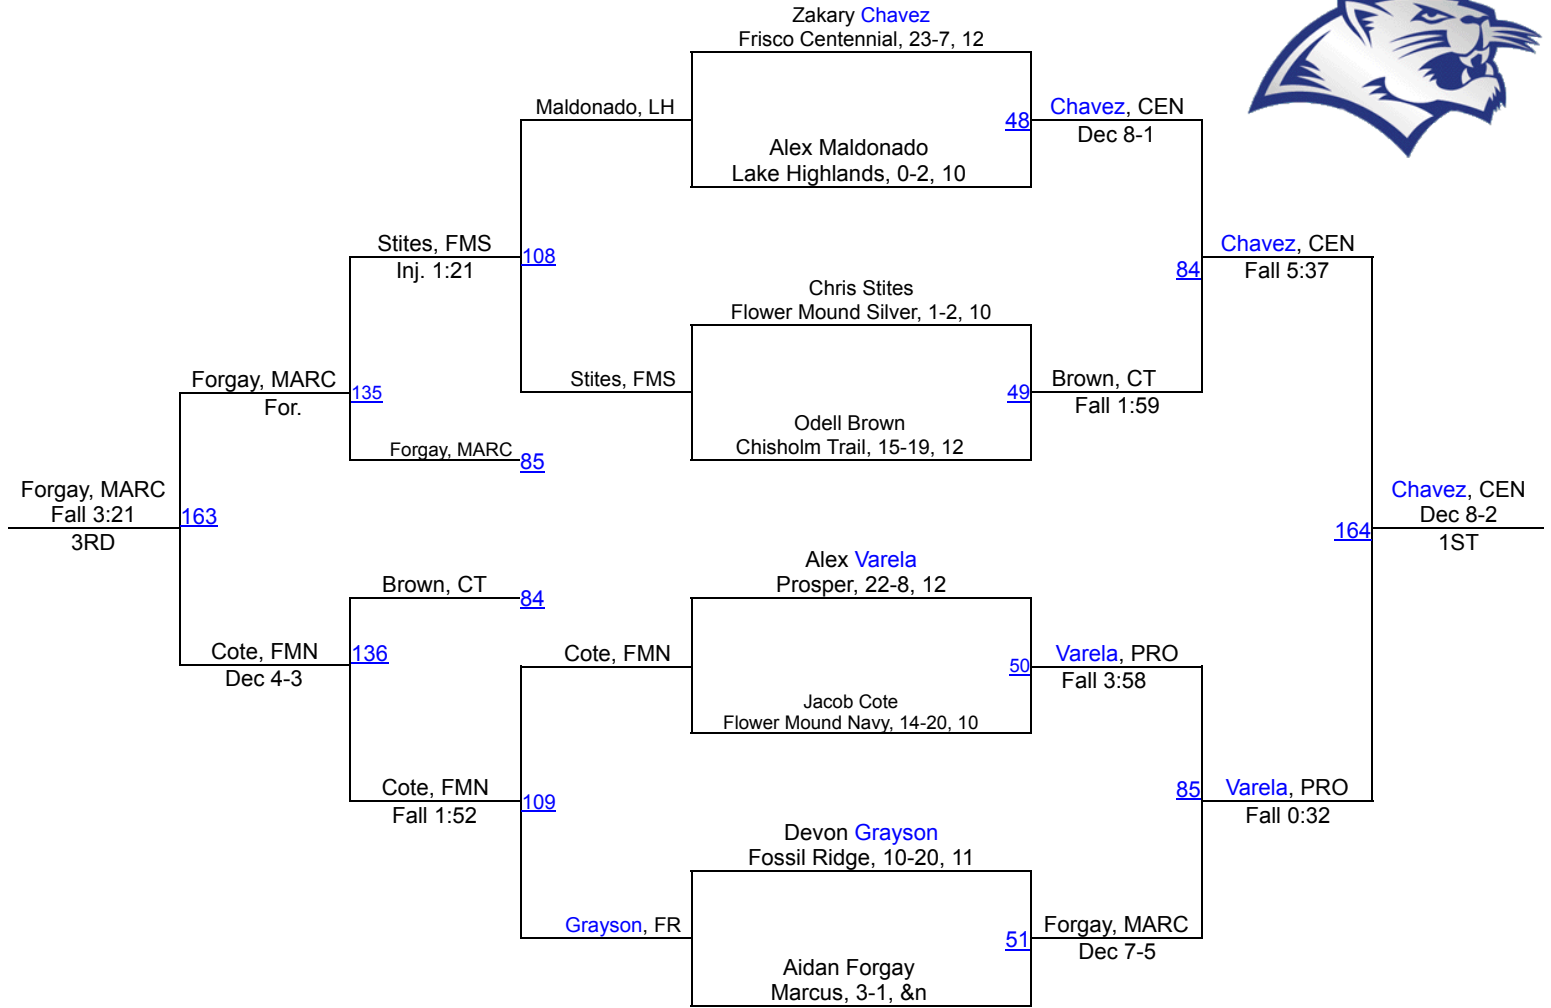 Zakary Chavez
Frisco Centennial, 23-7, 12
Maldonado, LH
48
Chavez, CEN
Dec 8-1
Alex Maldonado
Lake Highlands, 0-2, 10
Stites, FMS
Inj. 1:21
108
Chavez, CEN
Fall 5:37
84
Chris Stites
Flower Mound Silver, 1-2, 10
Forgay, MARC
For.
135
Stites, FMS
49
Brown, CT
Fall 1:59
Odell Brown
Chisholm Trail, 15-19, 12
Forgay, MARC
85
Forgay, MARC
Fall 3:21
3RD
163
Chavez, CEN
Dec 8-2
1ST
164
Alex Varela
Prosper, 22-8, 12
Brown, CT
84
Cote, FMN
Dec 4-3
136
Cote, FMN
50
Varela, PRO
Fall 3:58
Jacob Cote
Flower Mound Navy, 14-20, 10
Cote, FMN
Fall 1:52
109
85
Varela, PRO
Fall 0:32
Devon Grayson
Fossil Ridge, 10-20, 11
Grayson, FR
51
Forgay, MARC
Dec 7-5
Aidan Forgay
Marcus, 3-1, &n